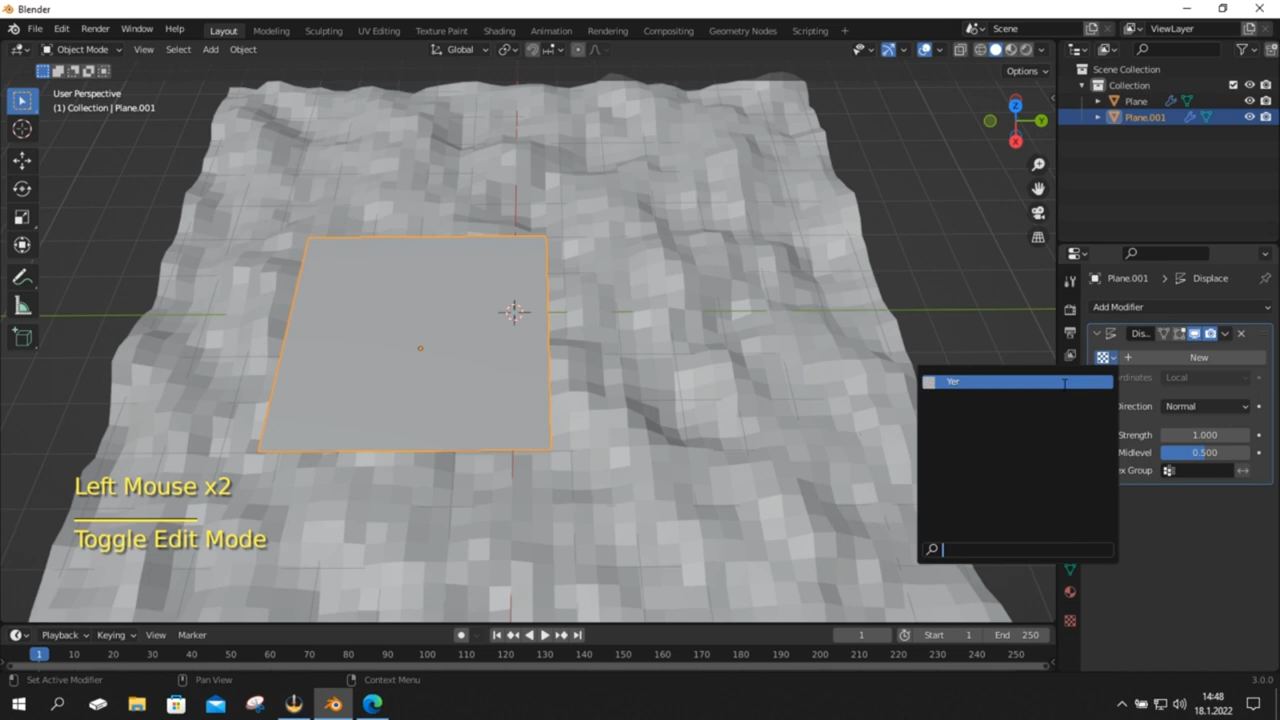 Blender
File Edit Render Window Help
Layout Modeling Sculpting UV Editing Texture Paint Shading Animation Rendering Compositing Geometry Nodes Scripting +
Scene
ViewLayer
Object Mode View Select Add Object
Global
Options
User Perspective
(1) Collection | Plane.001
Z
Y
X
Scene Collection
Collection
Plane
Plane.001
Plane.001 > Displace
Add Modifier
Dis..
New
Yer
ordinates Local
Direction Normal
Strength 1.000
Midlevel 0.500
ex Group
Left Mouse x2
Toggle Edit Mode
Playback Keying View Marker
1
Start 1
End 250
1 10 20 30 40 50 60 70 80 90 100 110 120 130 140 150 160 170 180 190 200 210 220 230 240 250
Set Active Modifier
Pan View
Context Menu
3.0.0
14:48
18.1.2022